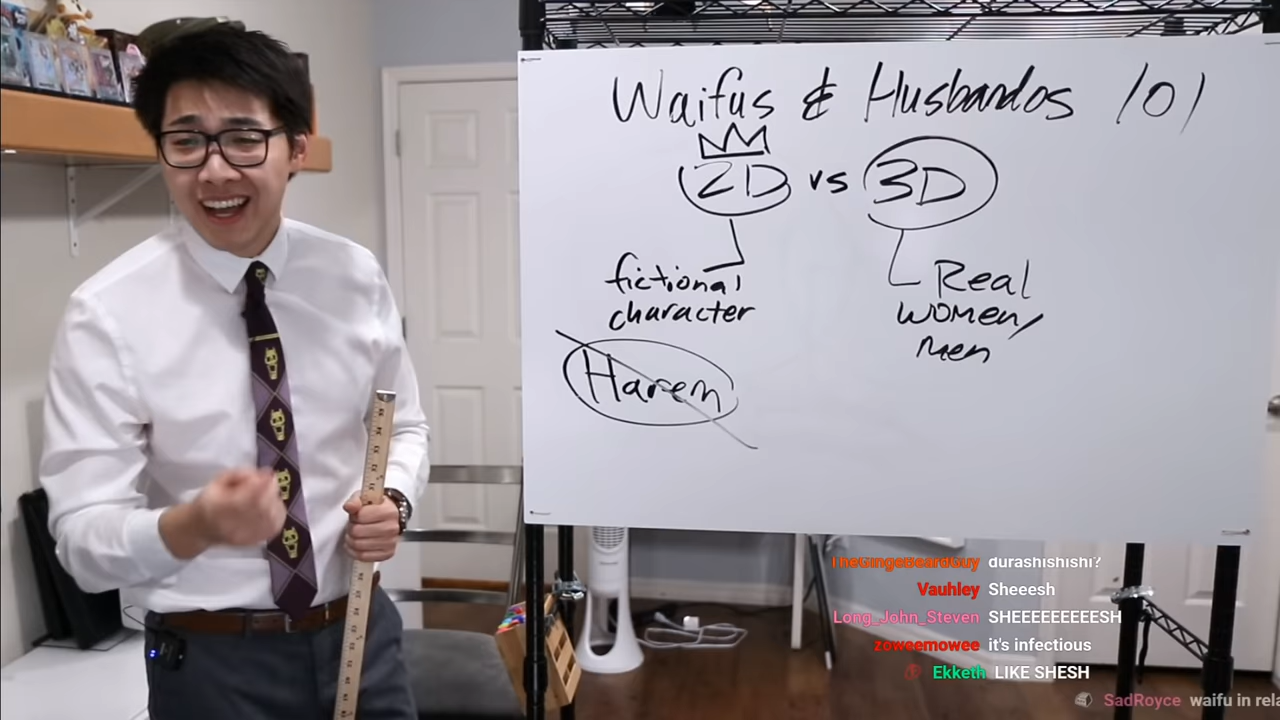 Waifus & Husbandos 101
2D vs 3D
fictional
character
Real
women/
men
Harem
TheGingeBeardGuy durashishishi?
Vauhley Sheeesh
Long_John_Steven SHEEEEEEEEESH
zoweemowee it's infectious
Ekketh LIKE SHESH
SadRoyce waifu in rela